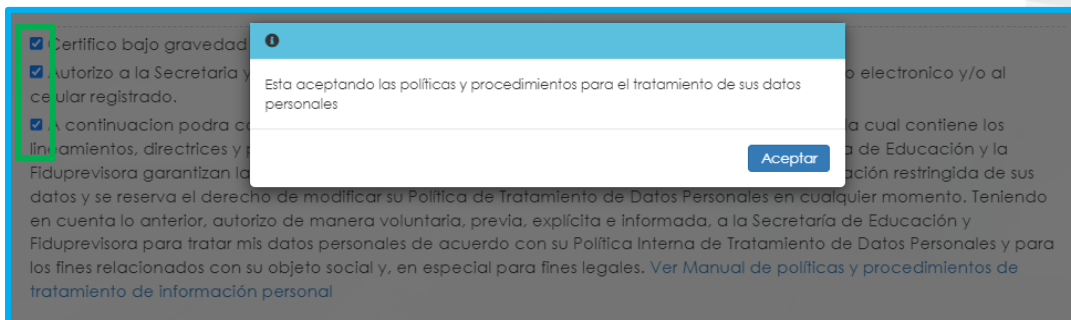 Certifico bajo gravedad
Autorizo a la Secretaria y
o electronico y/o al
celular registrado.
A continuacion podra
la cual contiene los
lineamientos, directrices y
de Educación y la
Fiduprevisora garantizan la
restringida de sus
datos y se reserva el derecho de modificar su Política de Tratamiento de Datos Personales en cualquier momento. Teniendo
en cuenta lo anterior, autorizo de manera voluntaria, previa, explícita e informada, a la Secretaría de Educación y
Fiduprevisora para tratar mis datos personales de acuerdo con su Política Interna de Tratamiento de Datos Personales y para
los fines relacionados con su objeto social y, en especial para fines legales. Ver Manual de políticas y procedimientos de
tratamiento de información personal
Esta aceptando las políticas y procedimientos para el tratamiento de sus datos
personales
Aceptar